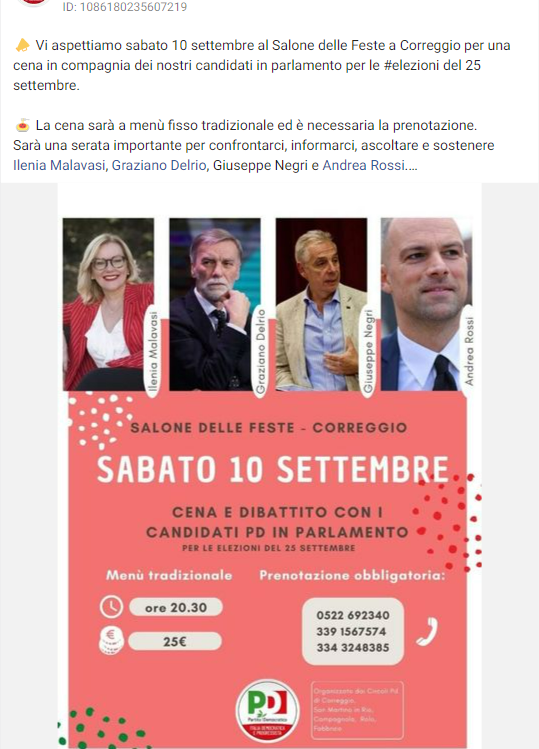 ID: 1086180235607219
📣 Vi aspettiamo sabato 10 settembre al Salone delle Feste a Correggio per una
cena in compagnia dei nostri candidati in parlamento per le #elezioni del 25
settembre.
🍝 La cena sarà a menù fisso tradizionale ed è necessaria la prenotazione.
Sarà una serata importante per confrontarci, informarci, ascoltare e sostenere
Ilenia Malavasi, Graziano Delrio, Giuseppe Negri e Andrea Rossi....
Ilenia Malavasi
Graziano Delrio
Giuseppe Negri
Andrea Rossi
SALONE DELLE FESTE - CORREGGIO
SABATO 10 SETTEMBRE
CENA E DIBATTITO CON I
CANDIDATI PD IN PARLAMENTO
PER LE ELEZIONI DEL 25 SETTEMBRE
Menù tradizionale
Prenotazione obbligatoria:
ore 20.30
25€
0522 692340
339 1567574
334 3248385
PD
Partito Democratico
ITALIA DEMOCRATICA
E PROGRESSISTA
Organizzato dai Circoli Pd
di Correggio,
San Martino in Rio,
Campagnola, Rolo,
Fabbrico